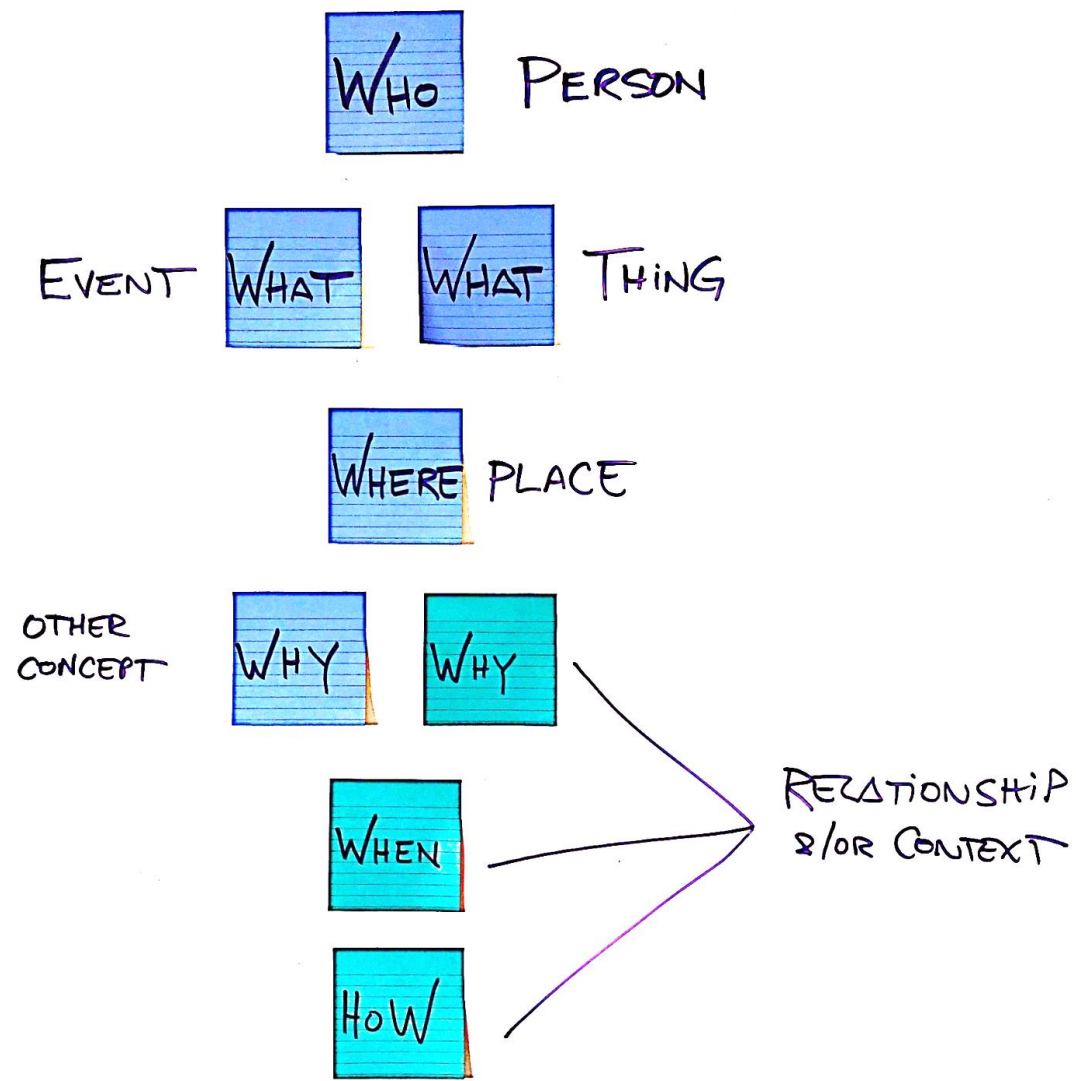 WHO PERSON
EVENT WHAT WHAT THiNG
WHERE PLACE
OTHER
CONCEPT
WHY WHY
WHEN
RELATiONSHiP
&/OR CONTEXT
HOW